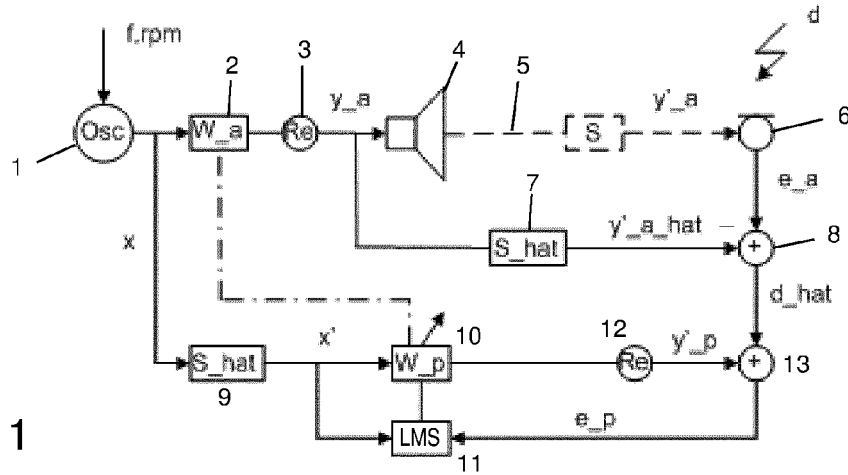 f,rpm
d
2
3
4
5
6
y_a
y'_a
Osc
W_a
Re
S
1
e_a
7
x
S_hat
y'_a_hat
−
+
8
d_hat
x'
10
12
y'_p
S_hat
W_p
Re
+
13
9
1
LMS
e_p
11